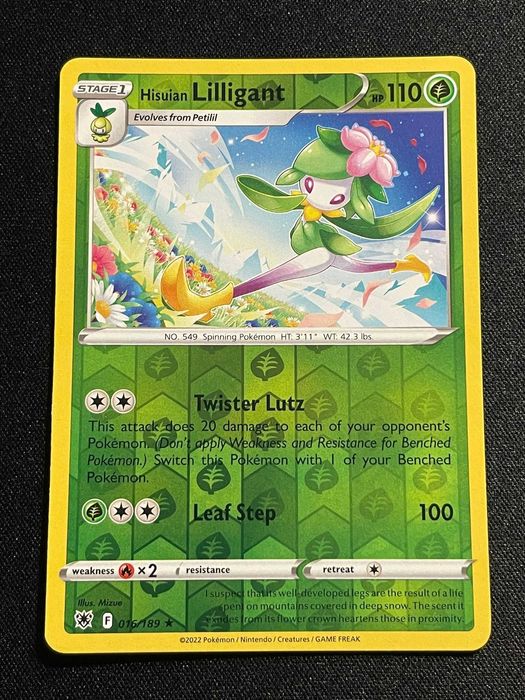 STAGE 1
Hisuian Lilligant
HP 110
Evolves from Petilil
NO. 549 Spinning Pokémon HT: 3'11" WT: 42.3 lbs.
Twister Lutz
This attack does 20 damage to each of your opponent's
Pokémon. (Don't apply Weakness and Resistance for Benched
Pokémon.) Switch this Pokémon with 1 of your Benched
Pokémon.
Leaf Step 100
weakness ×2 resistance retreat
Illus. Mizue
I suspect that its well-developed legs are the result of a life
spent on mountains covered in deep snow. The scent it
exudes from its flower crown heartens those in proximity.
F 016/189 ★
©2022 Pokémon / Nintendo / Creatures / GAME FREAK